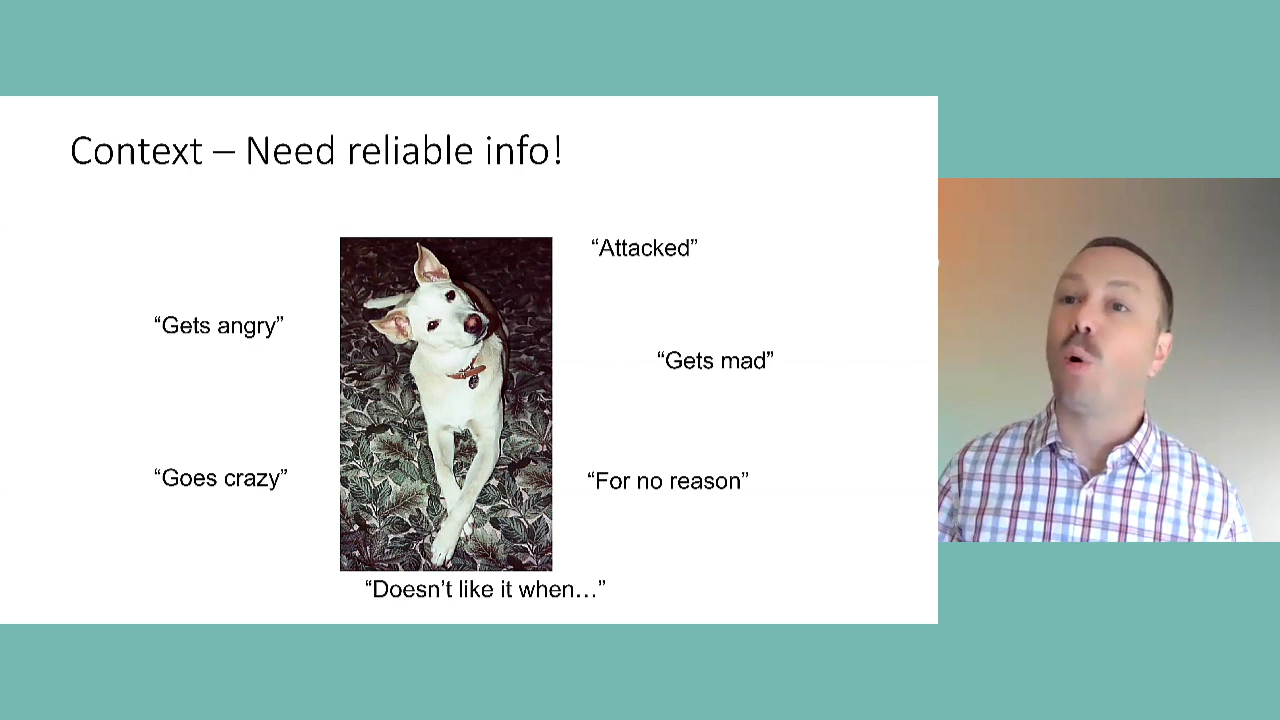 Context – Need reliable info!
“Attacked”
“Gets angry”
“Gets mad”
“Goes crazy”
“For no reason”
“Doesn’t like it when…”